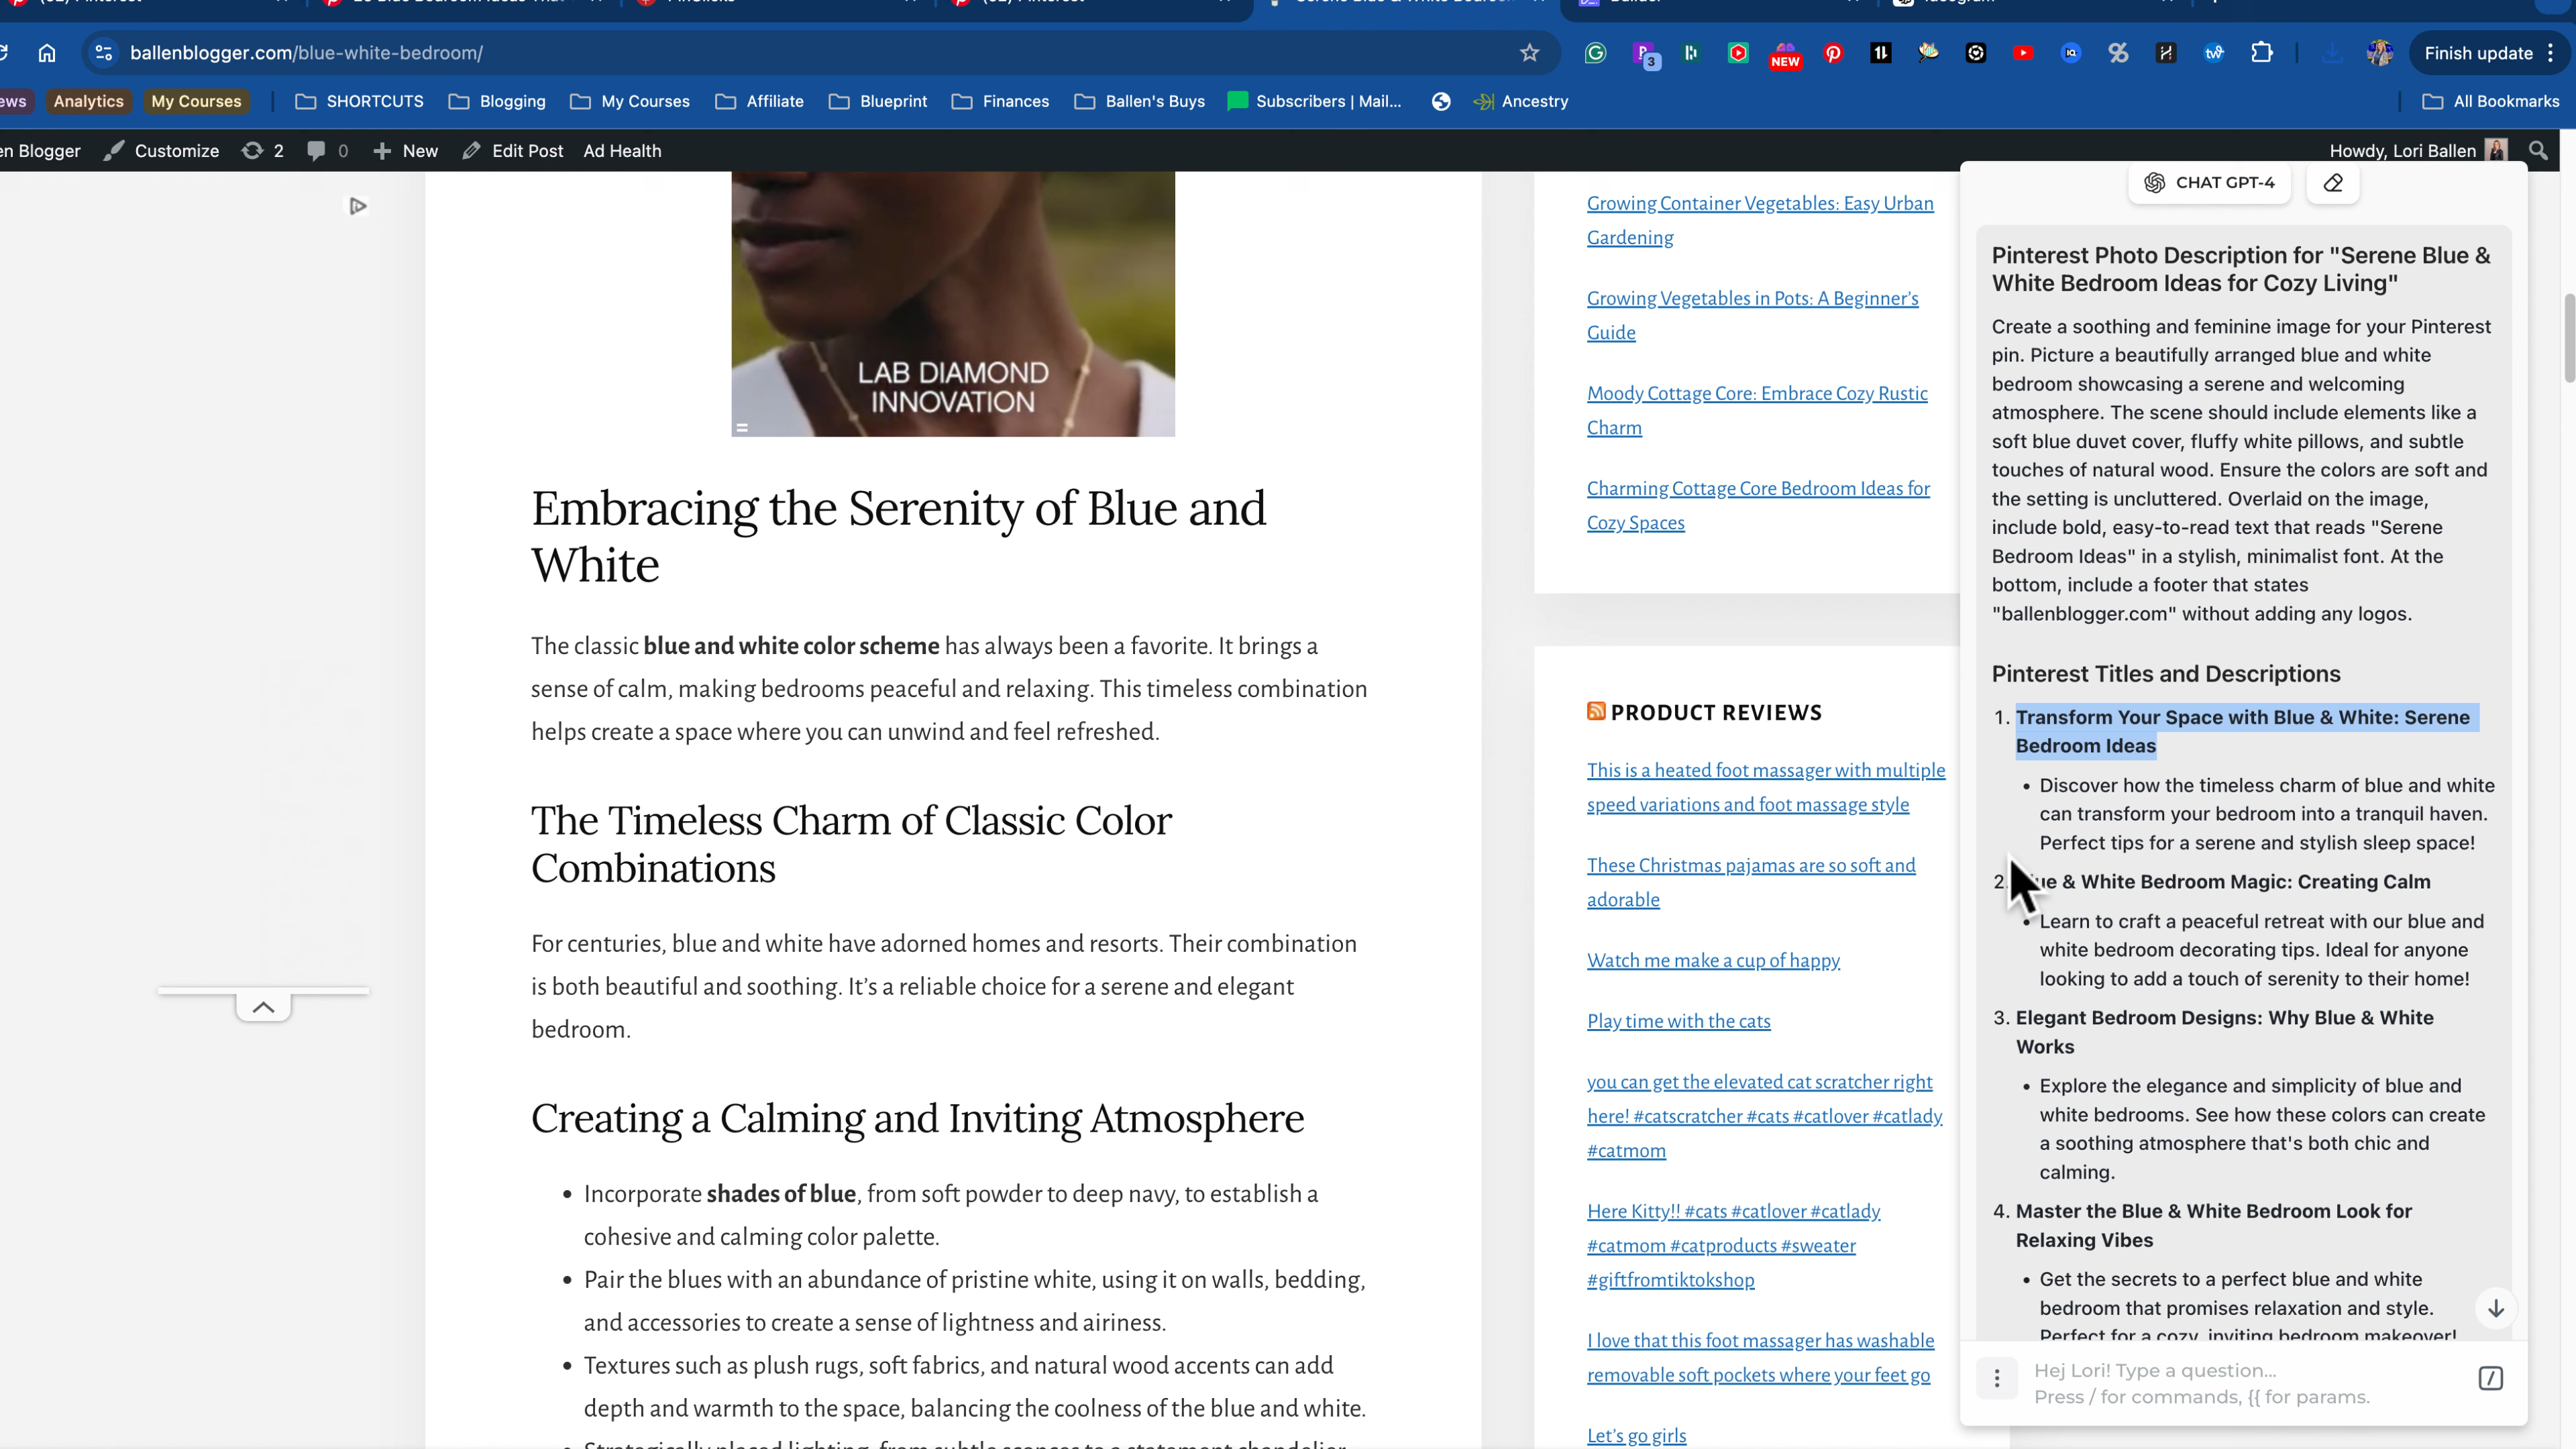 ballenblogger.com/blue-white-bedroom/
3
NEW
Finish update
ews
Analytics
My Courses
SHORTCUTS
Blogging
My Courses
Affiliate
Blueprint
Finances
Ballen's Buys
Subscribers | Mail...
Ancestry
All Bookmarks
en Blogger
Customize
2
0
New
Edit Post
Ad Health
Howdy, Lori Ballen
LAB DIAMOND
INNOVATION
Embracing the Serenity of Blue and
White
The classic blue and white color scheme has always been a favorite. It brings a
sense of calm, making bedrooms peaceful and relaxing. This timeless combination
helps create a space where you can unwind and feel refreshed.
The Timeless Charm of Classic Color
Combinations
For centuries, blue and white have adorned homes and resorts. Their combination
is both beautiful and soothing. It’s a reliable choice for a serene and elegant
bedroom.
Creating a Calming and Inviting Atmosphere
• Incorporate shades of blue, from soft powder to deep navy, to establish a
cohesive and calming color palette.
• Pair the blues with an abundance of pristine white, using it on walls, bedding,
and accessories to create a sense of lightness and airiness.
• Textures such as plush rugs, soft fabrics, and natural wood accents can add
depth and warmth to the space, balancing the coolness of the blue and white.
Growing Container Vegetables: Easy Urban
Gardening
Growing Vegetables in Pots: A Beginner’s
Guide
Moody Cottage Core: Embrace Cozy Rustic
Charm
Charming Cottage Core Bedroom Ideas for
Cozy Spaces
PRODUCT REVIEWS
This is a heated foot massager with multiple
speed variations and foot massage style
These Christmas pajamas are so soft and
adorable
Watch me make a cup of happy
Play time with the cats
you can get the elevated cat scratcher right
here! #catscratcher #cats #catlover #catlady
#catmom
Here Kitty!! #cats #catlover #catlady
#catmom #catproducts #sweater
#giftfromtiktokshop
I love that this foot massager has washable
removable soft pockets where your feet go
Let’s go girls
CHAT GPT-4
Pinterest Photo Description for "Serene Blue &
White Bedroom Ideas for Cozy Living"
Create a soothing and feminine image for your Pinterest
pin. Picture a beautifully arranged blue and white
bedroom showcasing a serene and welcoming
atmosphere. The scene should include elements like a
soft blue duvet cover, fluffy white pillows, and subtle
touches of natural wood. Ensure the colors are soft and
the setting is uncluttered. Overlaid on the image,
include bold, easy-to-read text that reads "Serene
Bedroom Ideas" in a stylish, minimalist font. At the
bottom, include a footer that states
"ballenblogger.com" without adding any logos.
Pinterest Titles and Descriptions
1. Transform Your Space with Blue & White: Serene
Bedroom Ideas
• Discover how the timeless charm of blue and white
can transform your bedroom into a tranquil haven.
Perfect tips for a serene and stylish sleep space!
2. ue & White Bedroom Magic: Creating Calm
• Learn to craft a peaceful retreat with our blue and
white bedroom decorating tips. Ideal for anyone
looking to add a touch of serenity to their home!
3. Elegant Bedroom Designs: Why Blue & White
Works
• Explore the elegance and simplicity of blue and
white bedrooms. See how these colors can create
a soothing atmosphere that's both chic and
calming.
4. Master the Blue & White Bedroom Look for
Relaxing Vibes
• Get the secrets to a perfect blue and white
bedroom that promises relaxation and style.
Perfect for a cozy, inviting bedroom makeover!
Hej Lori! Type a question...
Press / for commands, {{ for params.